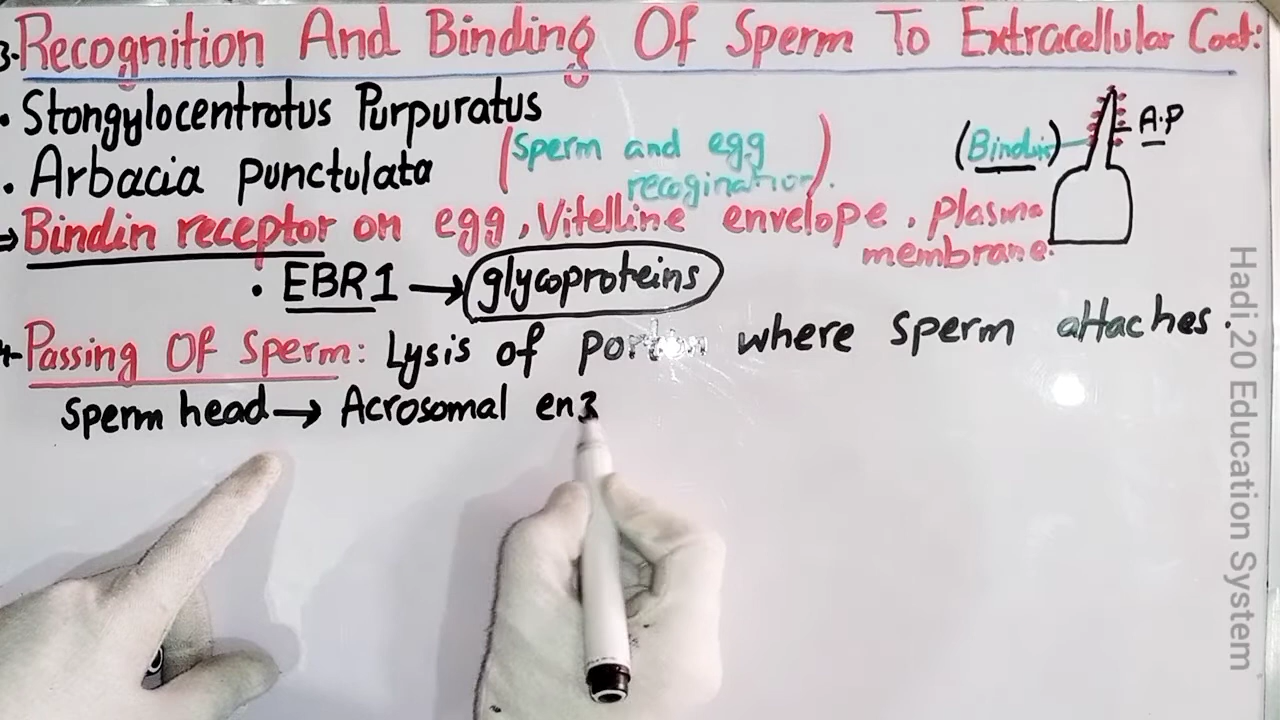 3. Recognition And Binding Of Sperm To Extracellular Coat:
• Stongylocentrotus Purpuratus
• Arbacia punctulata
(Sperm and egg
recogination).
(Bindin)
A.P
⇒ Bindin receptor on egg, Vitelline envelope, plasma
membrane.
• EBR1 → glycoproteins
4- Passing Of Sperm: Lysis of portion where sperm attaches.
Sperm head → Acrosomal enz
Hadi 20 Education System